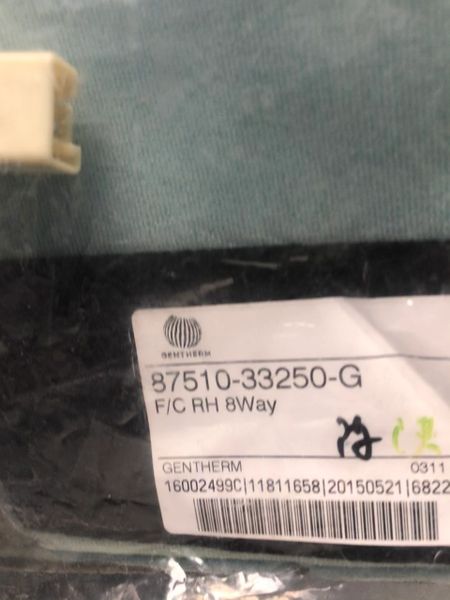 GENTHERM
87510-33250-G
F/C RH 8Way
GENTHERM 0311
16002499C|11811658|20150521|6822